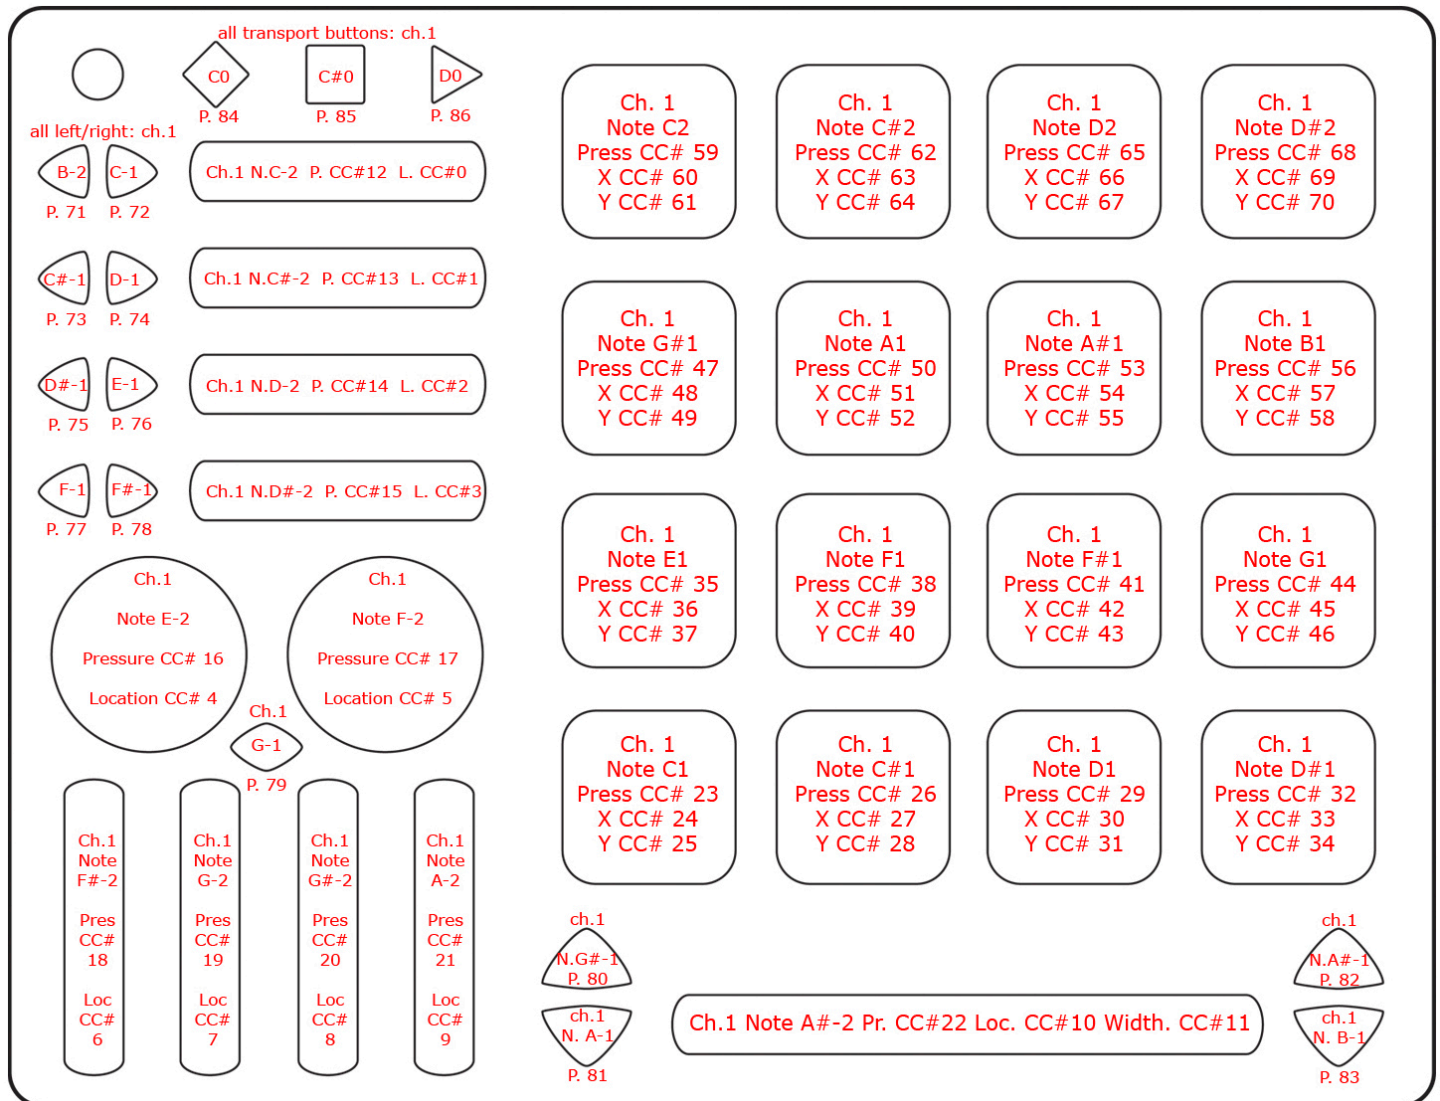 all transport buttons: ch.1
C0
C#0
D0
P. 84
P. 85
P. 86
all left/right: ch.1
B-2
C-1
P. 71
P. 72
Ch.1 N.C-2 P. CC#12 L. CC#0
C#-1
D-1
P. 73
P. 74
Ch.1 N.C#-2 P. CC#13 L. CC#1
D#-1
E-1
P. 75
P. 76
Ch.1 N.D-2 P. CC#14 L. CC#2
F-1
F#-1
P. 77
P. 78
Ch.1 N.D#-2 P. CC#15 L. CC#3
Ch.1
Note E-2
Pressure CC# 16
Location CC# 4
Ch.1
Note F-2
Pressure CC# 17
Location CC# 5
Ch.1
G-1
P. 79
Ch.1
Note
F#-2
Pres
CC#
18
Loc
CC#
6
Ch.1
Note
G-2
Pres
CC#
19
Loc
CC#
7
Ch.1
Note
G#-2
Pres
CC#
20
Loc
CC#
8
Ch.1
Note
A-2
Pres
CC#
21
Loc
CC#
9
Ch. 1
Note C2
Press CC# 59
X CC# 60
Y CC# 61
Ch. 1
Note C#2
Press CC# 62
X CC# 63
Y CC# 64
Ch. 1
Note D2
Press CC# 65
X CC# 66
Y CC# 67
Ch. 1
Note D#2
Press CC# 68
X CC# 69
Y CC# 70
Ch. 1
Note G#1
Press CC# 47
X CC# 48
Y CC# 49
Ch. 1
Note A1
Press CC# 50
X CC# 51
Y CC# 52
Ch. 1
Note A#1
Press CC# 53
X CC# 54
Y CC# 55
Ch. 1
Note B1
Press CC# 56
X CC# 57
Y CC# 58
Ch. 1
Note E1
Press CC# 35
X CC# 36
Y CC# 37
Ch. 1
Note F1
Press CC# 38
X CC# 39
Y CC# 40
Ch. 1
Note F#1
Press CC# 41
X CC# 42
Y CC# 43
Ch. 1
Note G1
Press CC# 44
X CC# 45
Y CC# 46
Ch. 1
Note C1
Press CC# 23
X CC# 24
Y CC# 25
Ch. 1
Note C#1
Press CC# 26
X CC# 27
Y CC# 28
Ch. 1
Note D1
Press CC# 29
X CC# 30
Y CC# 31
Ch. 1
Note D#1
Press CC# 32
X CC# 33
Y CC# 34
ch.1
N.G#-1
P. 80
ch.1
N. A-1
P. 81
Ch.1 Note A#-2 Pr. CC#22 Loc. CC#10 Width. CC#11
ch.1
N.A#-1
P. 82
ch.1
N. B-1
P. 83